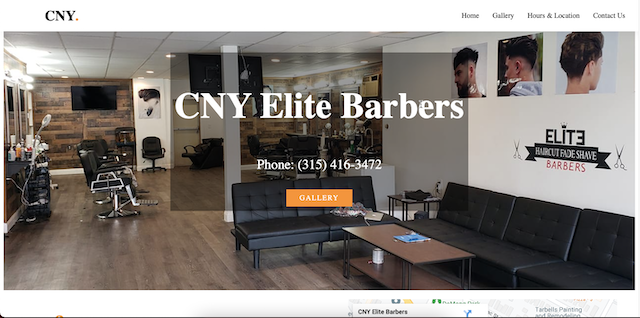 CNY.
Home
Gallery
Hours & Location
Contact Us
CNY Elite Barbers
Phone: (315) 416-3472
GALLERY
ELITE
HAIRCUT FADE SHAVE
BARBERS
CNY Elite Barbers
Tarbells Painting
and Remodeling